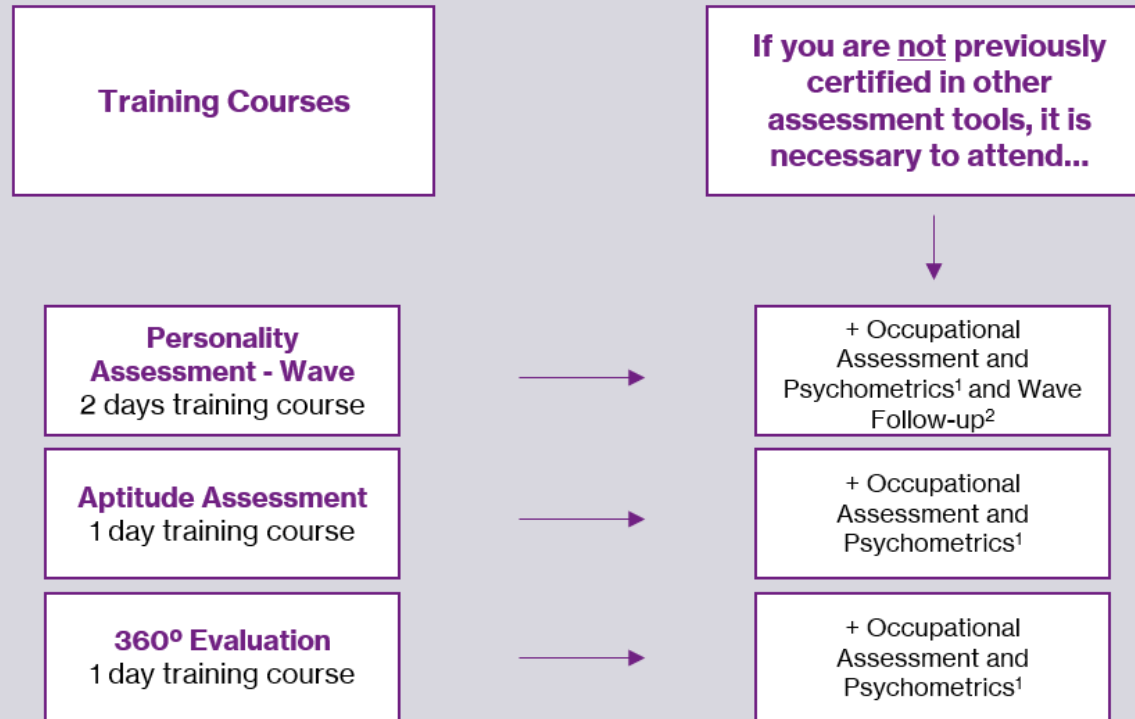 Training Courses
If you are not previously
certified in other
assessment tools, it is
necessary to attend...
Personality
Assessment - Wave
2 days training course
+ Occupational
Assessment and
Psychometrics¹ and Wave
Follow-up²
Aptitude Assessment
1 day training course
+ Occupational
Assessment and
Psychometrics¹
360º Evaluation
1 day training course
+ Occupational
Assessment and
Psychometrics¹